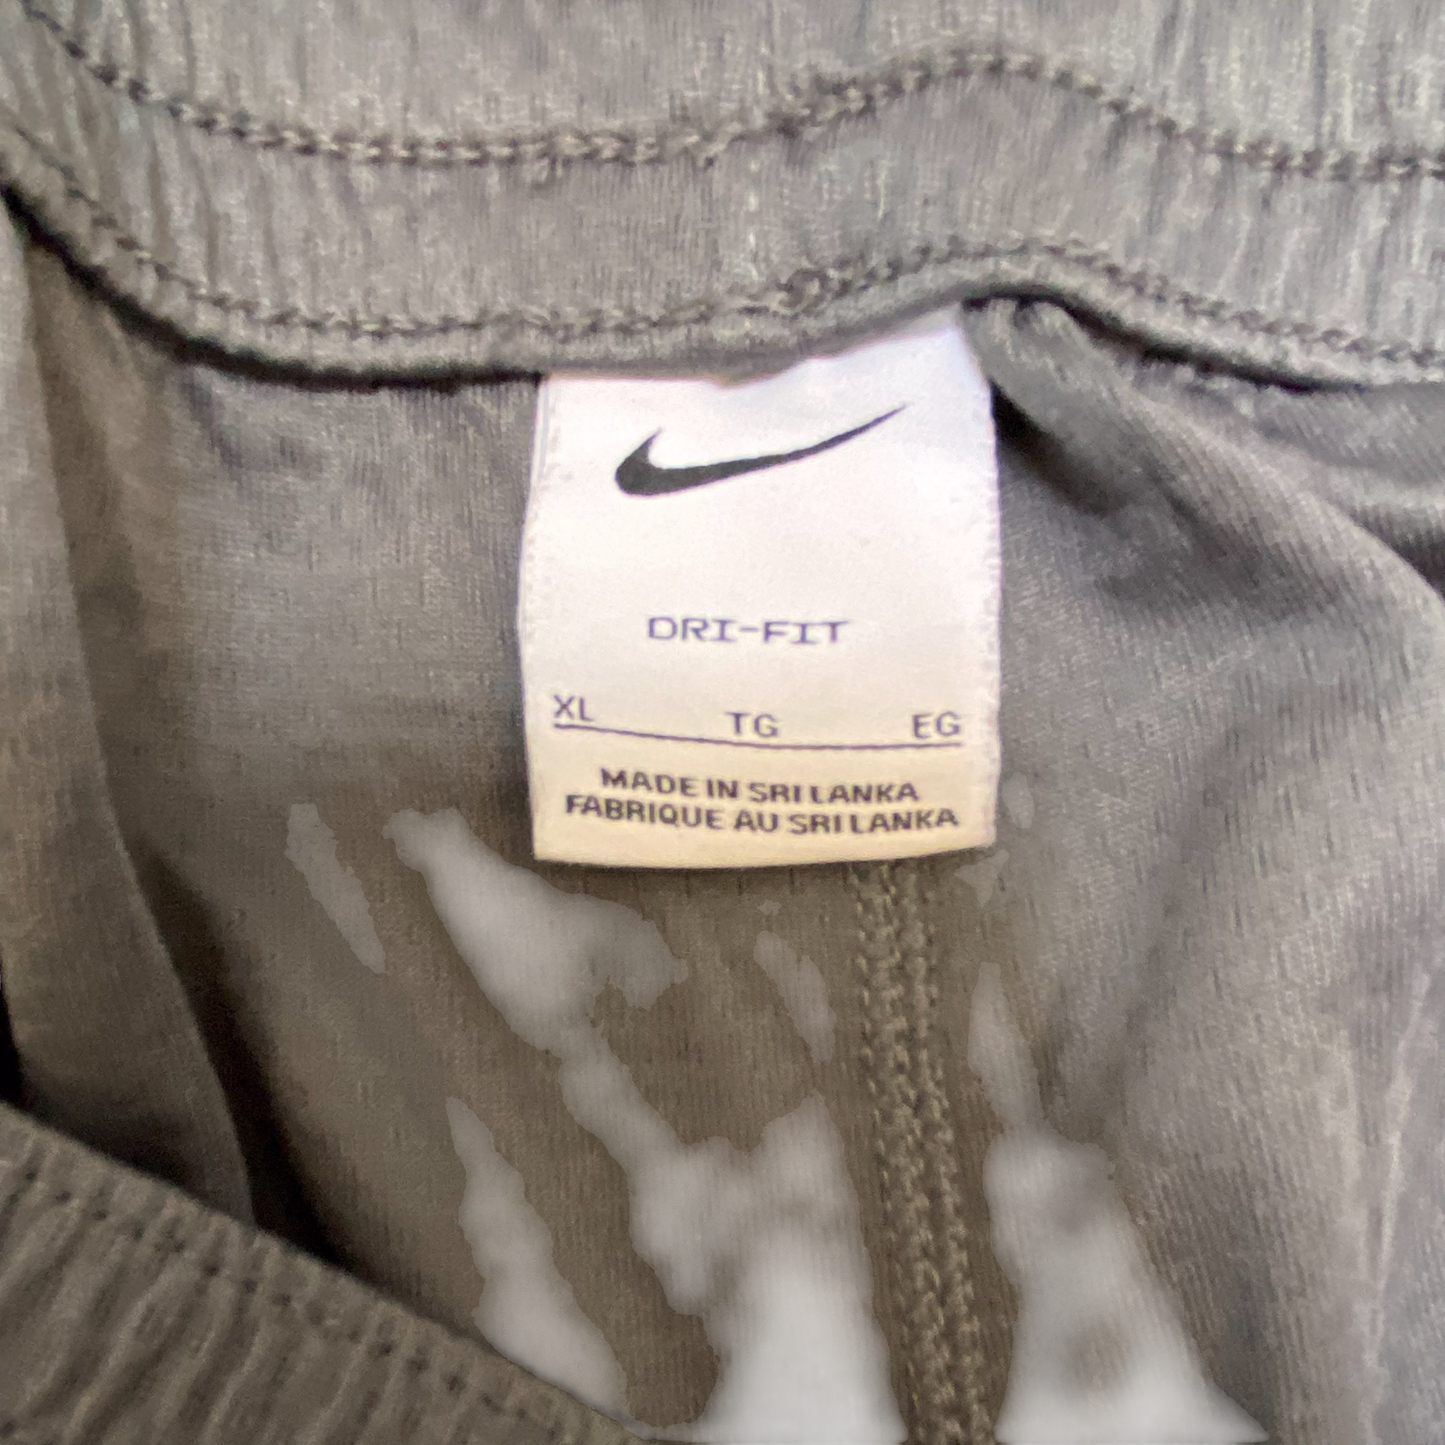 DRI-FIT
XL TG EG
MADE IN SRI LANKA
FABRIQUE AU SRI LANKA